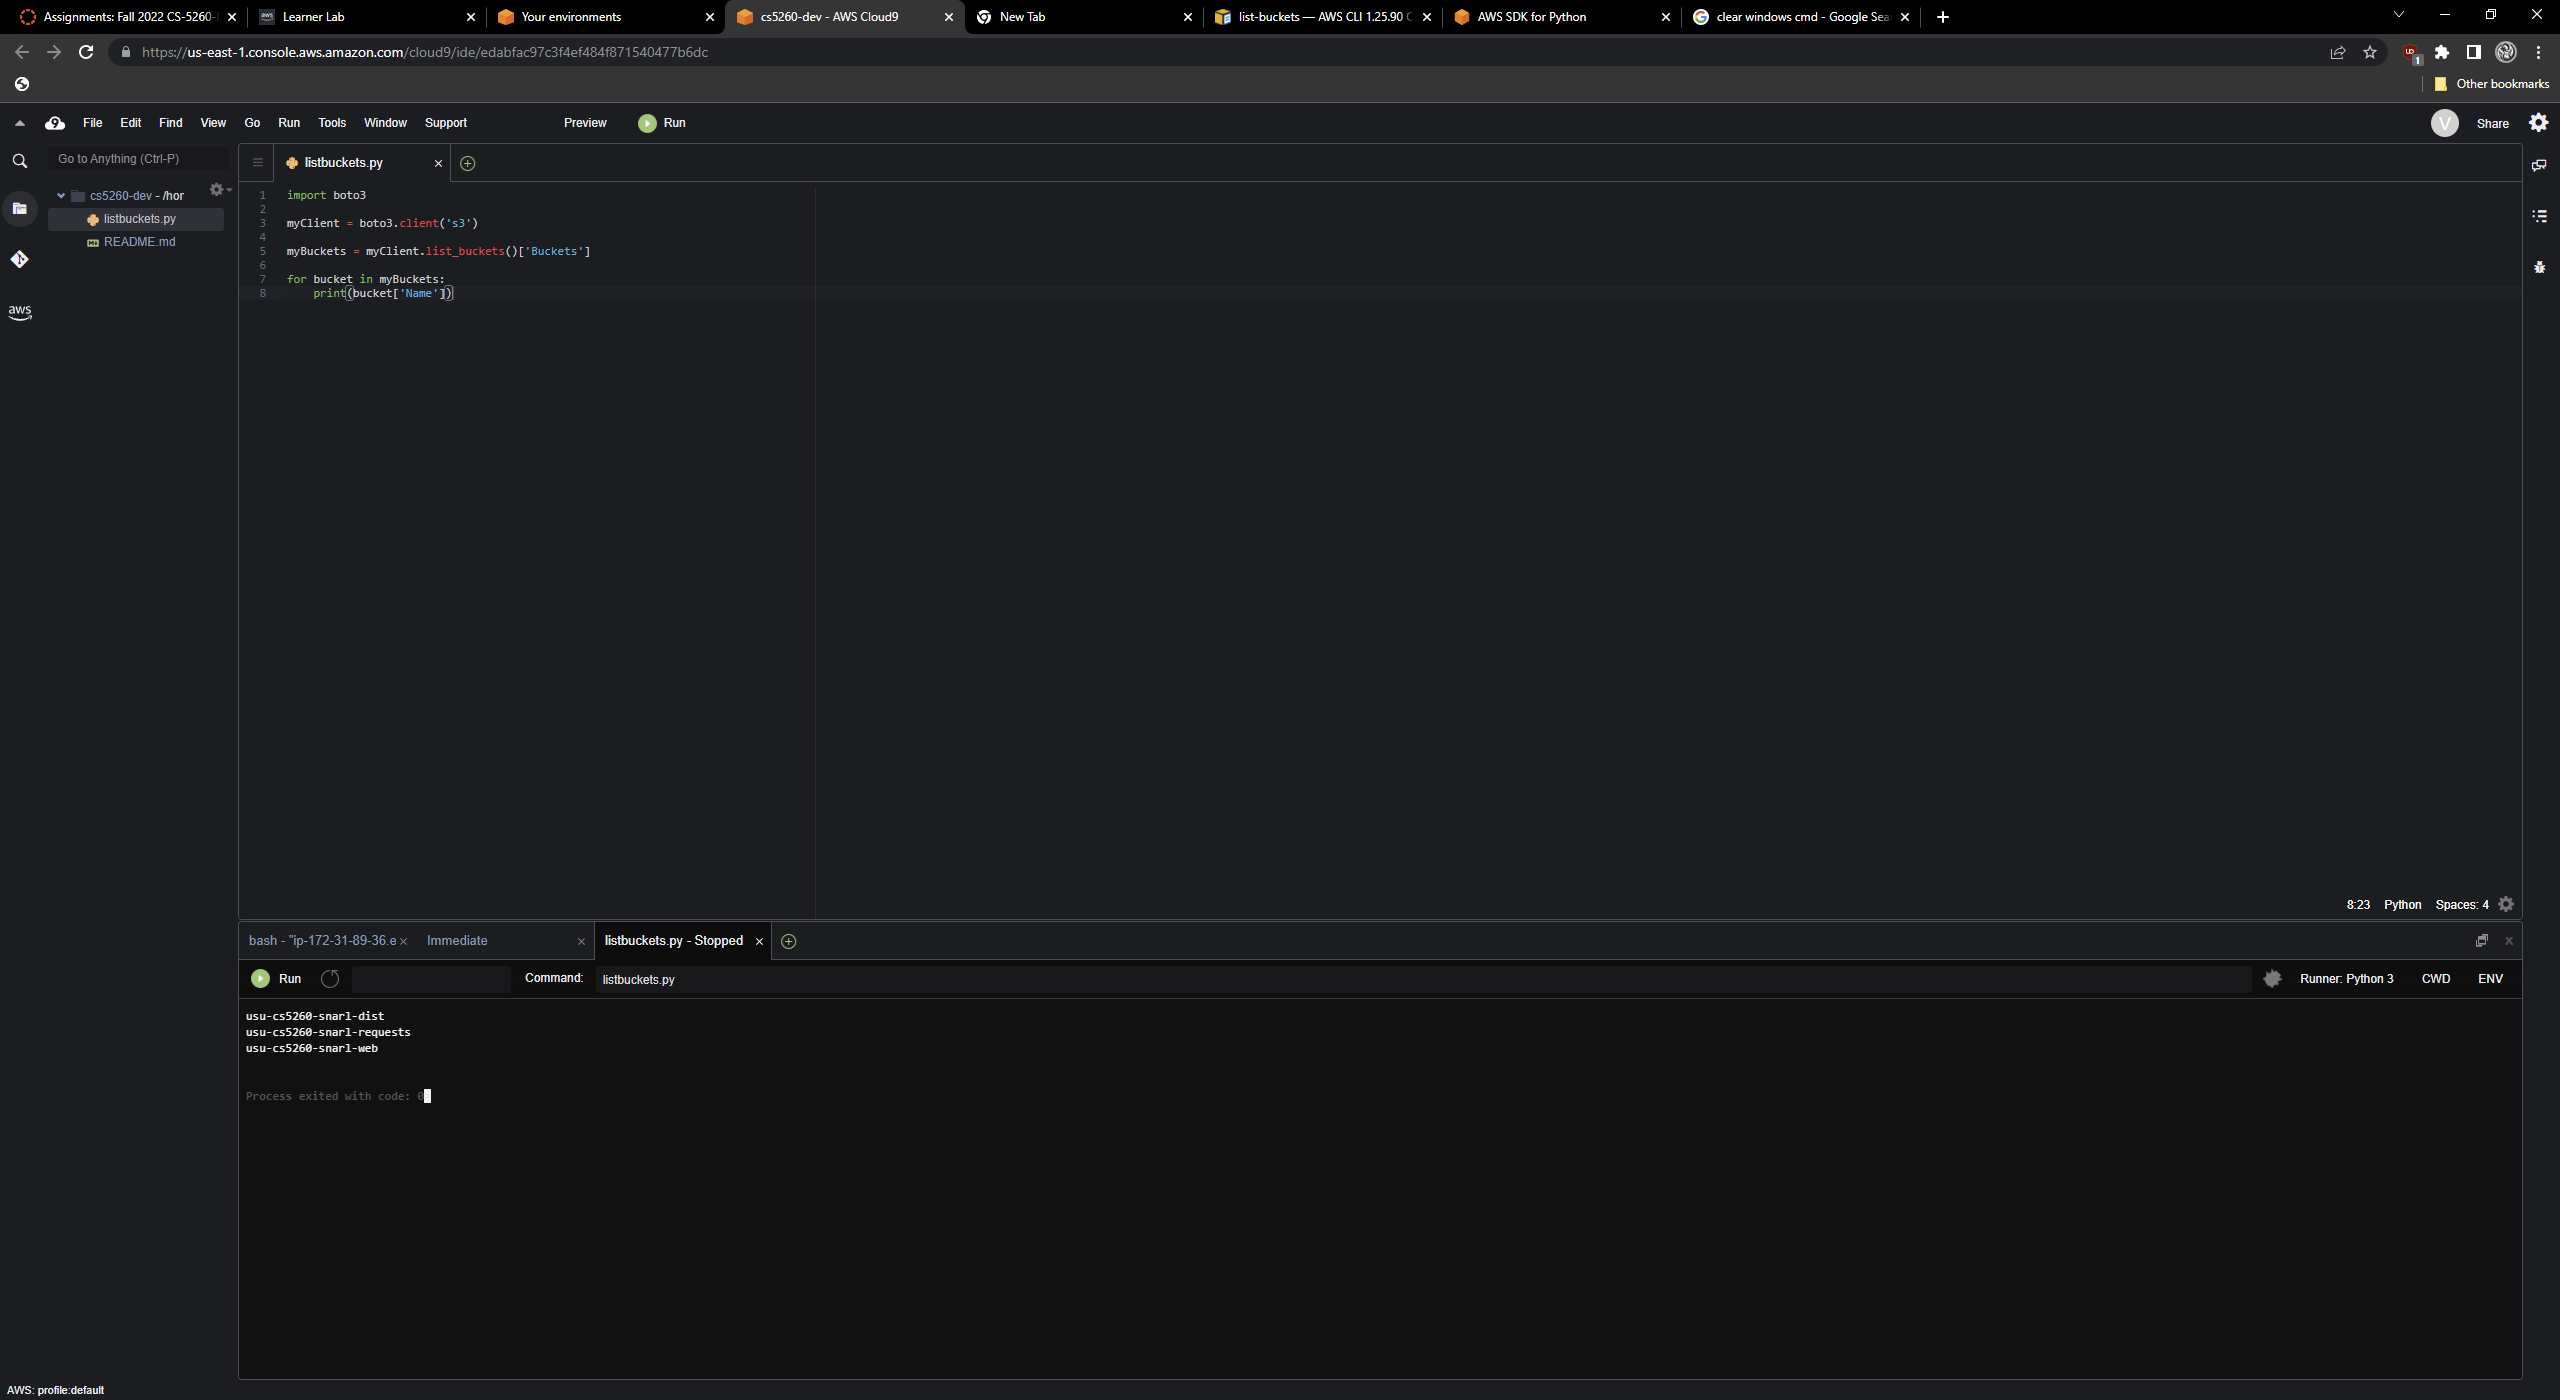 Assignments: Fall 2022 CS-5260-
Learner Lab
Your environments
cs5260-dev - AWS Cloud9
New Tab
list-buckets — AWS CLI 1.25.90 C
AWS SDK for Python
clear windows cmd - Google Sea
https://us-east-1.console.aws.amazon.com/cloud9/ide/edabfac97c3f4ef484f871540477b6dc
1
Other bookmarks
9 File Edit Find View Go Run Tools Window Support Preview Run
V Share
Go to Anything (Ctrl-P)
cs5260-dev - /hor
listbuckets.py
README.md
aws
listbuckets.py
1 import boto3
2
3 myClient = boto3.client('s3')
4
5 myBuckets = myClient.list_buckets()['Buckets']
6
7 for bucket in myBuckets:
8 print(bucket['Name'])
8:23 Python Spaces: 4
bash - "ip-172-31-89-36.e
Immediate
listbuckets.py - Stopped
Run Command: listbuckets.py Runner: Python 3 CWD ENV
usu-cs5260-snarl-dist
usu-cs5260-snarl-requests
usu-cs5260-snarl-web
Process exited with code: 0
AWS: profile:default